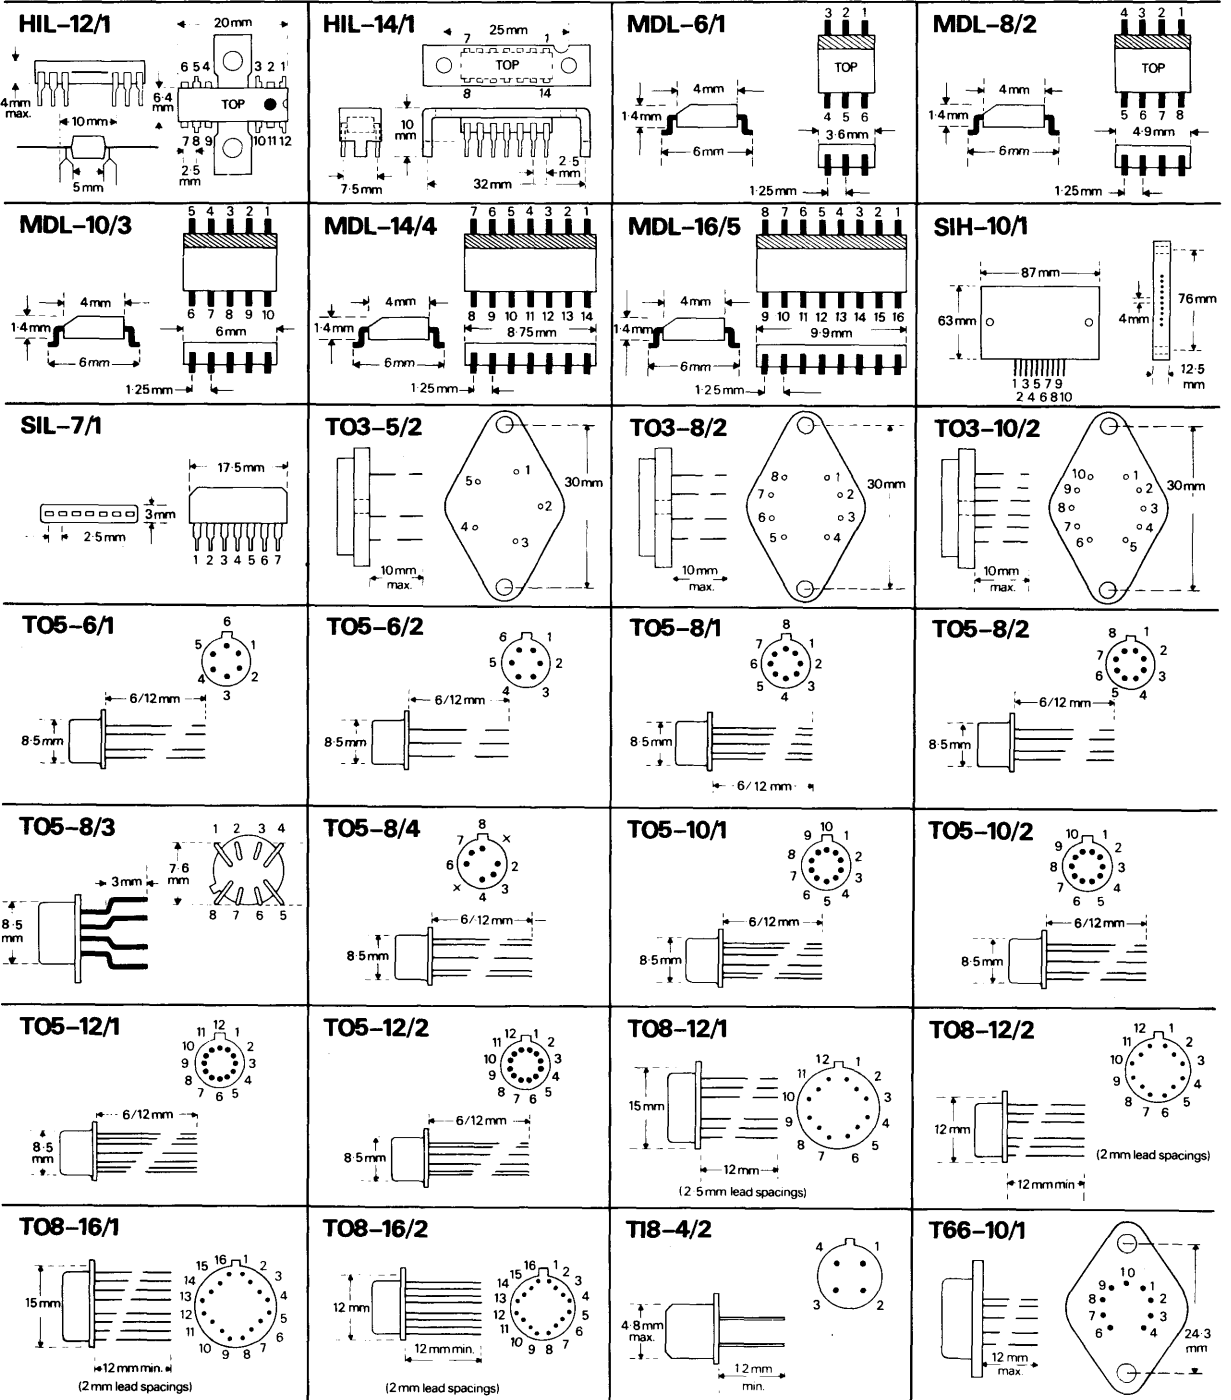 HIL–12/1
20mm
6 5 4
3 2 1
4mm
max.
6·4
mm
TOP
10mm
7 8 9
10 11 12
2·5
mm
5mm
HIL–14/1
25mm
7
1
TOP
8
14
10
mm
2·5
mm
7·5mm
32mm
MDL–6/1
3 2 1
4mm
TOP
1·4mm
4 5 6
3·6mm
6mm
1·25mm
MDL–8/2
4 3 2 1
4mm
TOP
1·4mm
5 6 7 8
4·9mm
6mm
1·25mm
MDL–10/3
5 4 3 2 1
4mm
1·4mm
6 7 8 9 10
6mm
6mm
1·25mm
MDL–14/4
7 6 5 4 3 2 1
4mm
1·4mm
8 9 10 11 12 13 14
8·75mm
6mm
1·25mm
MDL–16/5
8 7 6 5 4 3 2 1
4mm
1·4mm
9 10 11 12 13 14 15 16
9·9mm
6mm
1·25mm
SIH–10/1
87mm
63mm
76mm
4mm
1 3 5 7 9
2 4 6 8 10
12·5
mm
SIL–7/1
17·5mm
3mm
2·5mm
1 2 3 4 5 6 7
TO3–5/2
1
5
2
30mm
4
3
10mm
max.
TO3–8/2
8 1
7 2
30mm
6 3
5 4
10mm
max.
TO3–10/2
10 1
9 2
30mm
8 3
7 4
6 5
10mm
max.
TO5–6/1
6
5 1
4 2
3
6/12mm
8·5mm
TO5–6/2
6 1
5 2
4 3
6/12mm
8·5mm
TO5–8/1
8
7 1
6 2
5 3
4
8·5mm
6/12mm
TO5–8/2
8 1
7 2
6 3
5 4
6/12mm
8·5mm
TO5–8/3
1 2 3 4
7·6
mm
3mm
8 7 6 5
8·5
mm
TO5–8/4
8
7 x
6 2
x 3
4
6/12mm
8·5mm
TO5–10/1
10
9 1
8 2
7 3
6 4
5
6/12mm
8·5mm
TO5–10/2
10 1
9 2
8 3
7 4
6 5
6/12mm
8·5mm
TO5–12/1
12
11 1
10 2
9 3
8 4
7 5
6
6/12mm
8·5
mm
TO5–12/2
12 1
11 2
10 3
9 4
8 5
7 6
6/12mm
8·5mm
TO8–12/1
12 1
11 2
10 3
9 4
8 5
7 6
15mm
12mm
(2·5mm lead spacings)
TO8–12/2
12 1
11 2
10 3
9 4
8 5
7 6
12mm
(2mm lead spacings)
12mm min.
TO8–16/1
16 1
15 2
14 3
13 4
12 5
11 6
10 7
9 8
15mm
12mm min.
(2mm lead spacings)
TO8–16/2
16 1
15 2
14 3
13 4
12 5
11 6
10 7
9 8
12mm
12mm min.
(2mm lead spacings)
TI8–4/2
4 1
3 2
4·8mm
max.
12mm
min.
T66–10/1
10
9 1
8 2
7 3
6 4
24·3
mm
12mm
max.